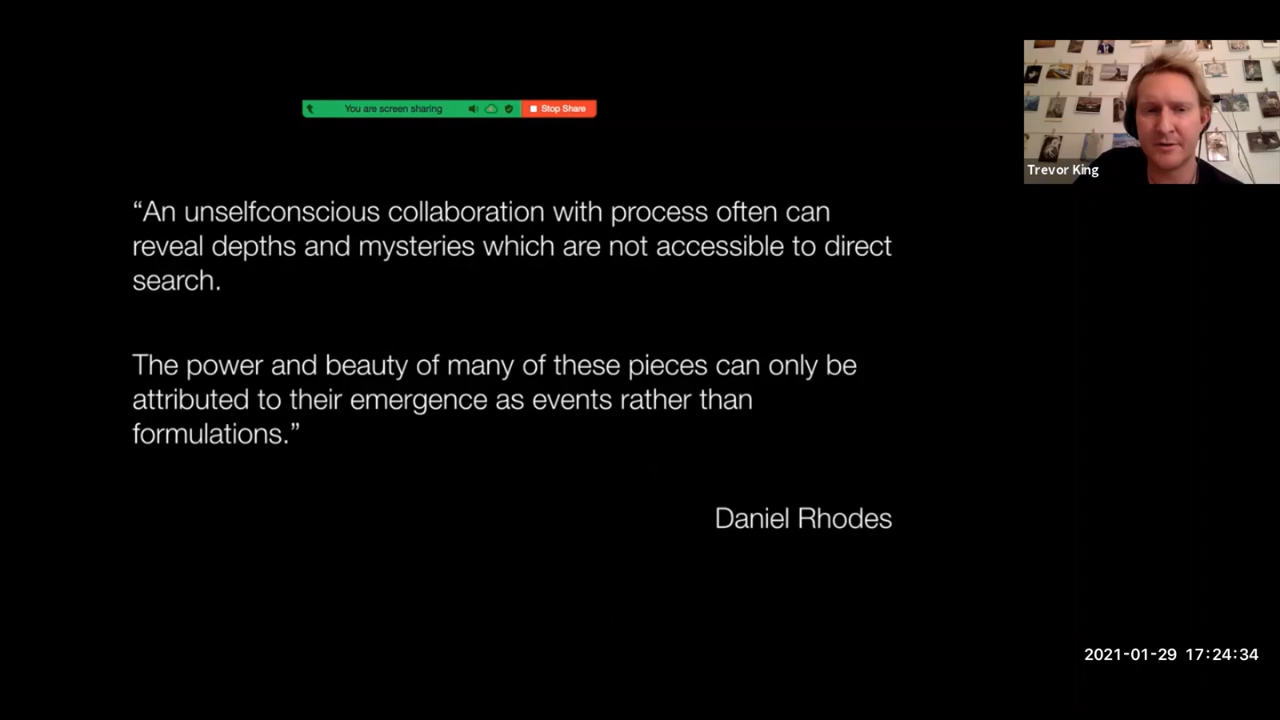 You are screen sharing
Stop Share
Trevor King
“An unselfconscious collaboration with process often can
reveal depths and mysteries which are not accessible to direct
search.
The power and beauty of many of these pieces can only be
attributed to their emergence as events rather than
formulations.”
Daniel Rhodes
2021-01-29 17:24:34